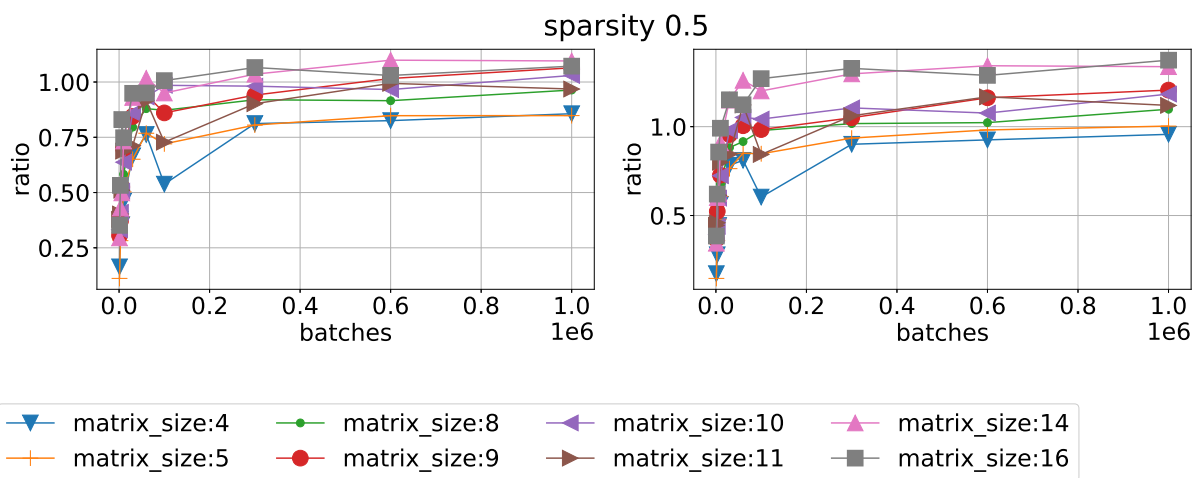 sparsity 0.5
ratio
1.00
0.75
0.50
0.25
0.0 0.2 0.4 0.6 0.8 1.0
batches
1e6
ratio
1.0
0.5
0.0 0.2 0.4 0.6 0.8 1.0
batches
1e6
matrix_size:4 matrix_size:8 matrix_size:10 matrix_size:14
matrix_size:5 matrix_size:9 matrix_size:11 matrix_size:16